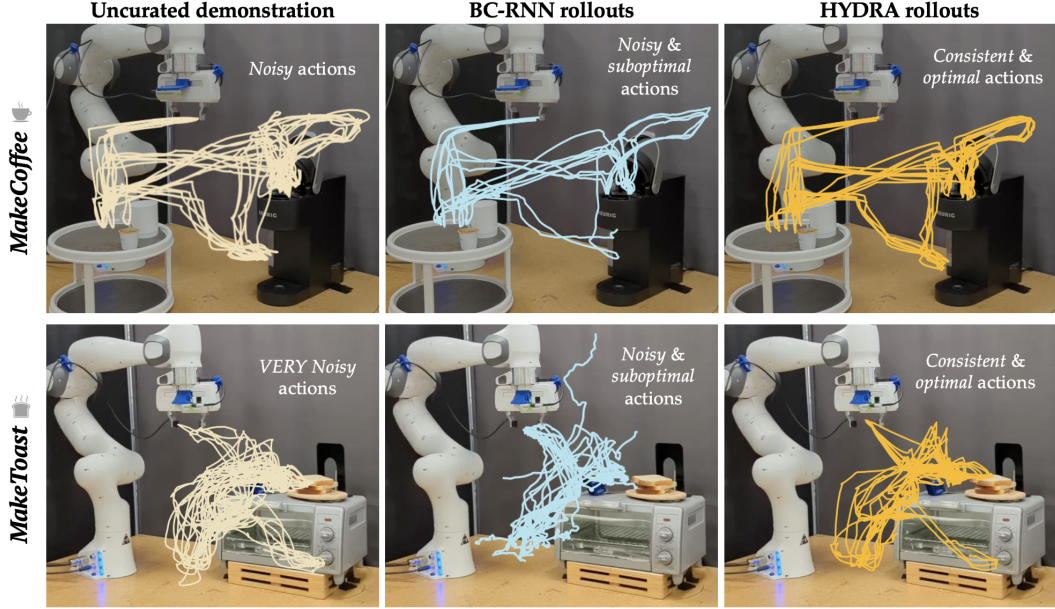 Uncurated demonstration
BC-RNN rollouts
HYDRA rollouts
MakeCoffee
Noisy actions
Noisy &
suboptimal
actions
Consistent &
optimal actions
KEURIG
MakeToast
VERY Noisy
actions
Noisy &
suboptimal
actions
Consistent &
optimal actions